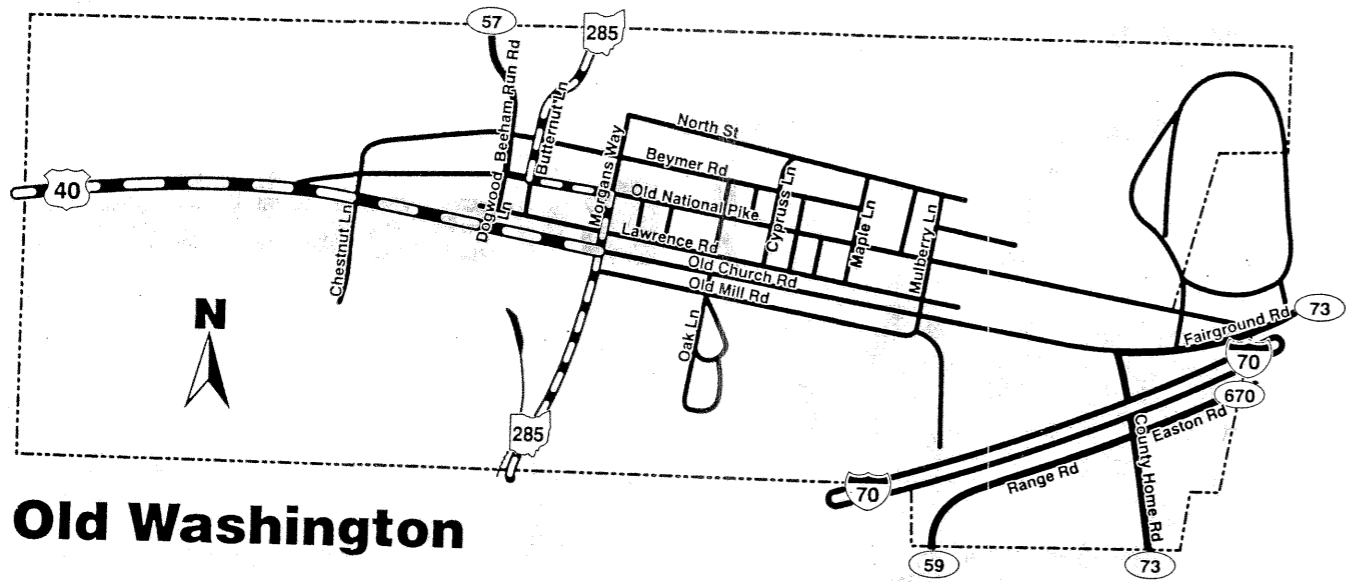 57
285
Beeham Run Rd
Butternut Ln
North St
Morgans Way
Beymer Rd
40
Dogwood Ln
Old National Pike
Cypruss Ln
Maple Ln
Mulberry Ln
Chestnut Ln
Lawrence Rd
Old Church Rd
Old Mill Rd
N
Oak Ln
Fairground Rd
73
70
670
Easton Rd
County Home Rd
285
Range Rd
70
Old Washington
59
73